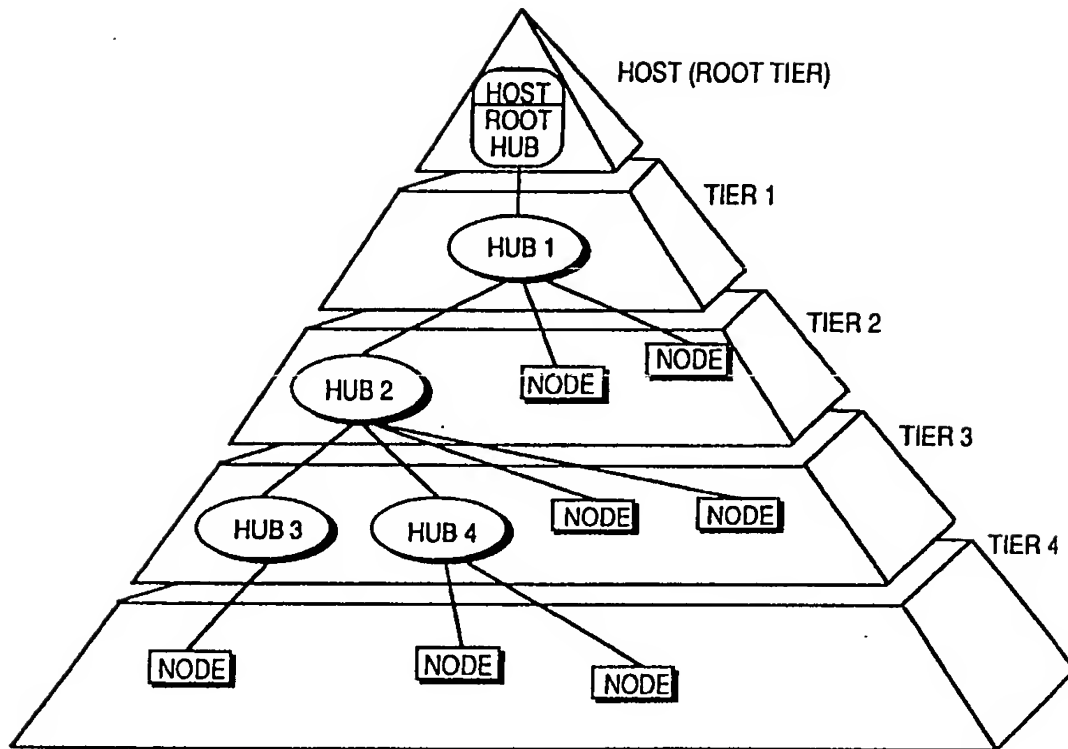 HOST (ROOT TIER)
HOST
ROOT
HUB
TIER 1
HUB 1
TIER 2
NODE
NODE
HUB 2
TIER 3
NODE
NODE
HUB 3
HUB 4
TIER 4
NODE
NODE
NODE